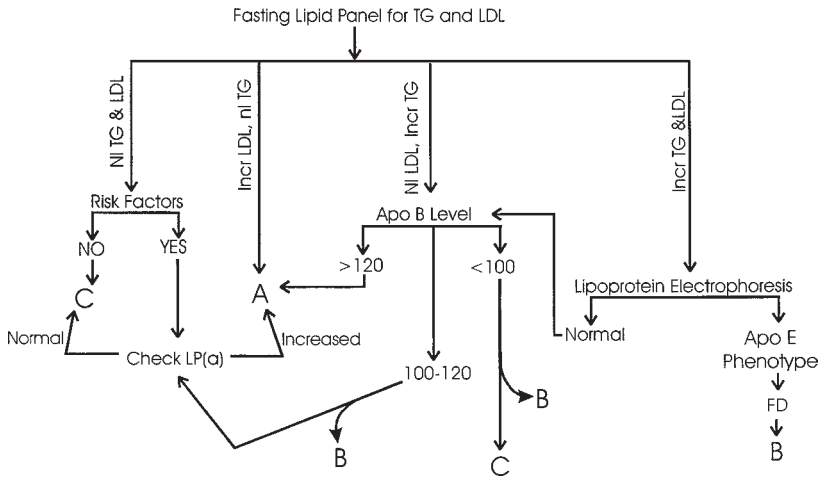 Fasting Lipid Panel for TG and LDL
Nl TG & LDL
Incr LDL, nl TG
Nl LDL, Incr TG
Incr TG &LDL
Risk Factors
NO
YES
Apo B Level
>120
<100
Lipoprotein Electrophoresis
C
A
Normal
Check LP(a)
Increased
100-120
Normal
Apo E
Phenotype
FD
B
B
B
C